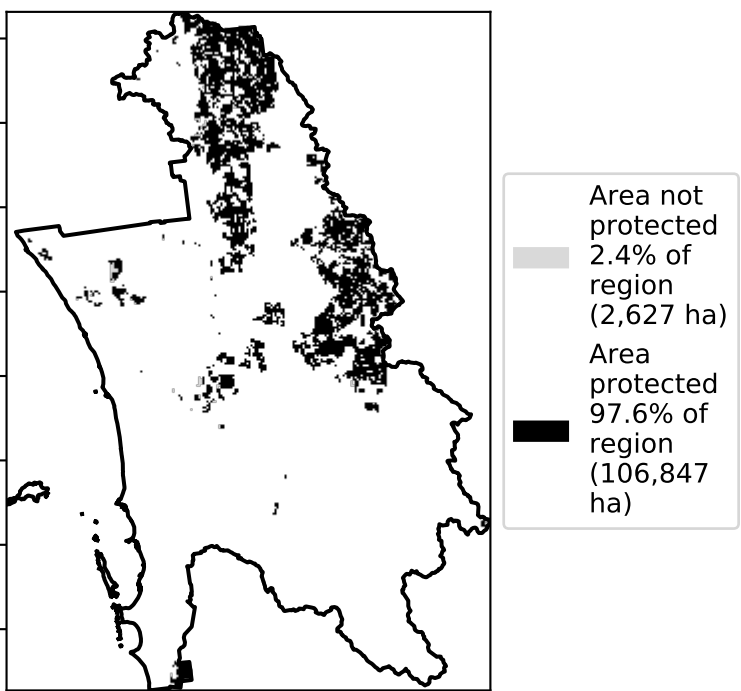 Area not
protected
2.4% of
region
(2,627 ha)
Area
protected
97.6% of
region
(106,847
ha)